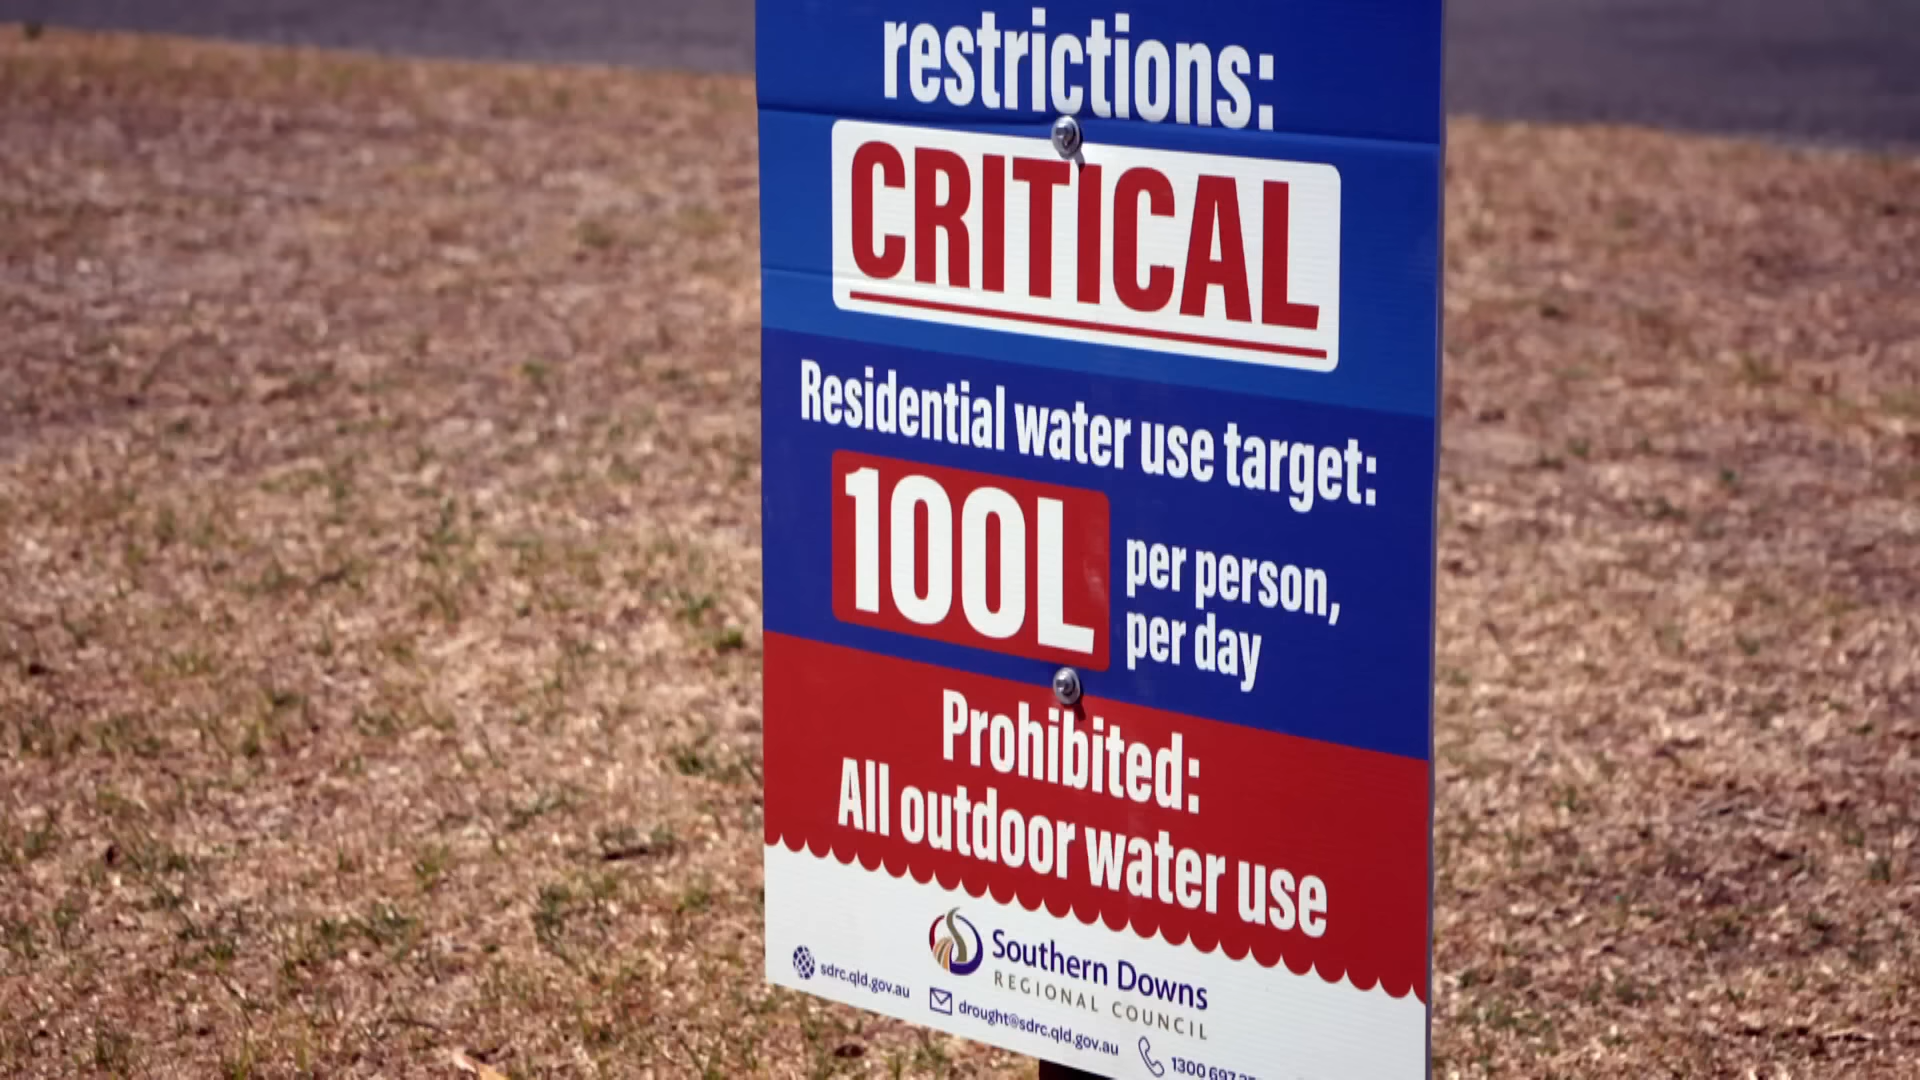 restrictions:
CRITICAL
Residential water use target:
100L
per person,
per day
Prohibited:
All outdoor water use
Southern Downs
REGIONAL COUNCIL
sdrc.qld.gov.au
drought@sdrc.qld.gov.au
1300 697